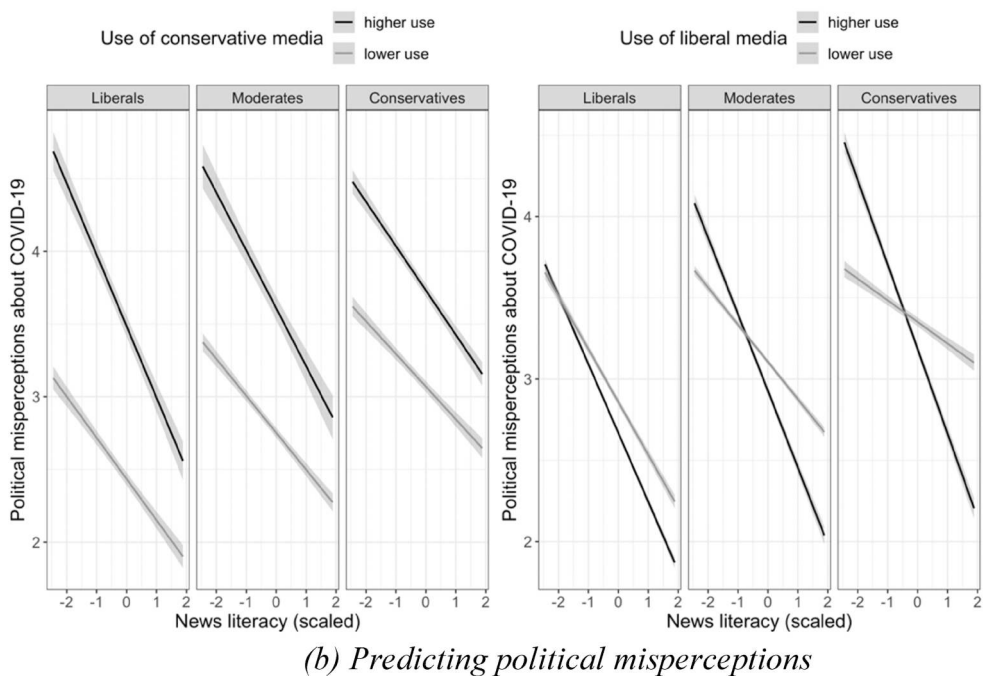 Use of conservative media
higher use
lower use
Liberals
Moderates
Conservatives
Political misperceptions about COVID-19
4
3
2
-2 -1 0 1 2
-2 -1 0 1 2
-2 -1 0 1 2
News literacy (scaled)
Use of liberal media
higher use
lower use
Liberals
Moderates
Conservatives
Political misperceptions about COVID-19
4
3
2
-2 -1 0 1 2
-2 -1 0 1 2
-2 -1 0 1 2
News literacy (scaled)
(b) Predicting political misperceptions